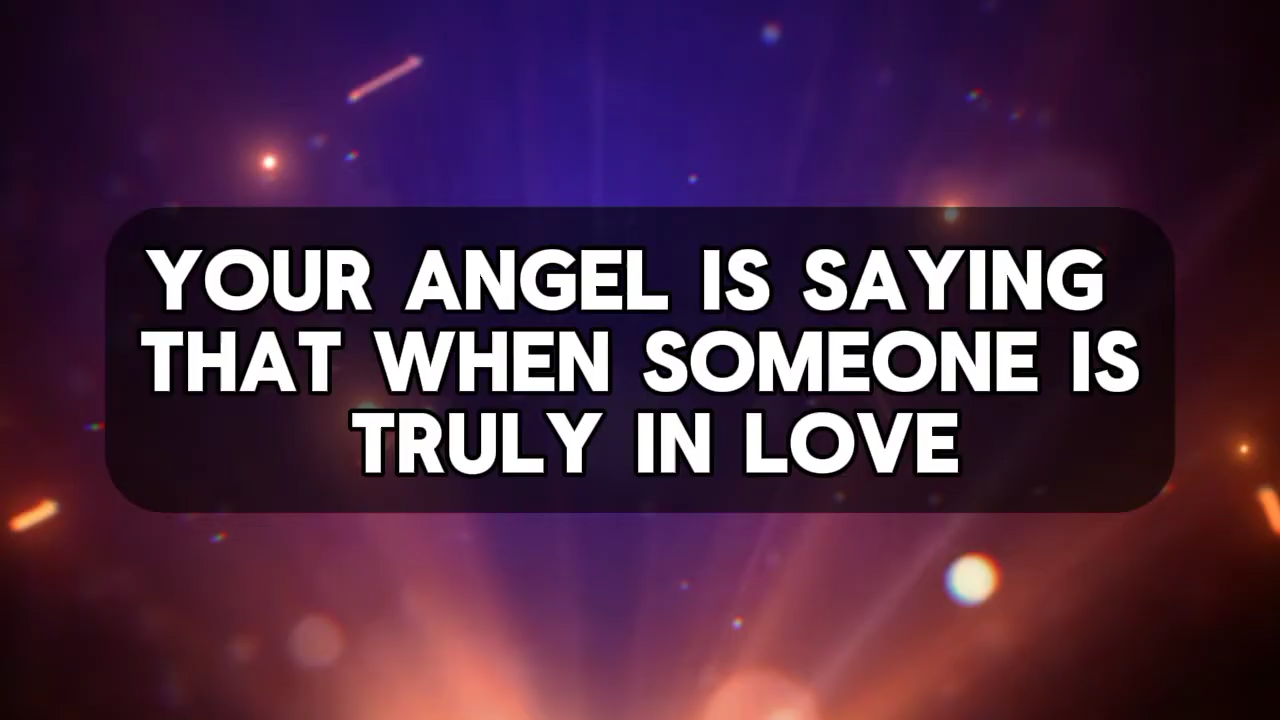 YOUR ANGEL IS SAYING
THAT WHEN SOMEONE IS
TRULY IN LOVE